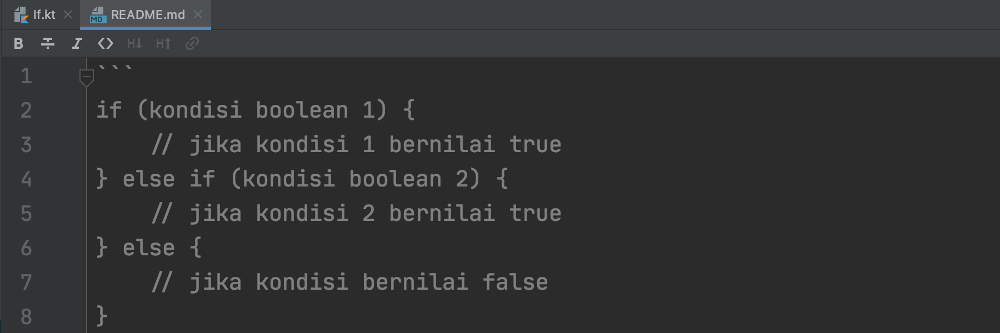 If.kt
README.md
MD
B I <> H↓ H↑
1 ```
2 if (kondisi boolean 1) {
3     // jika kondisi 1 bernilai true
4 } else if (kondisi boolean 2) {
5     // jika kondisi 2 bernilai true
6 } else {
7     // jika kondisi bernilai false
8 }